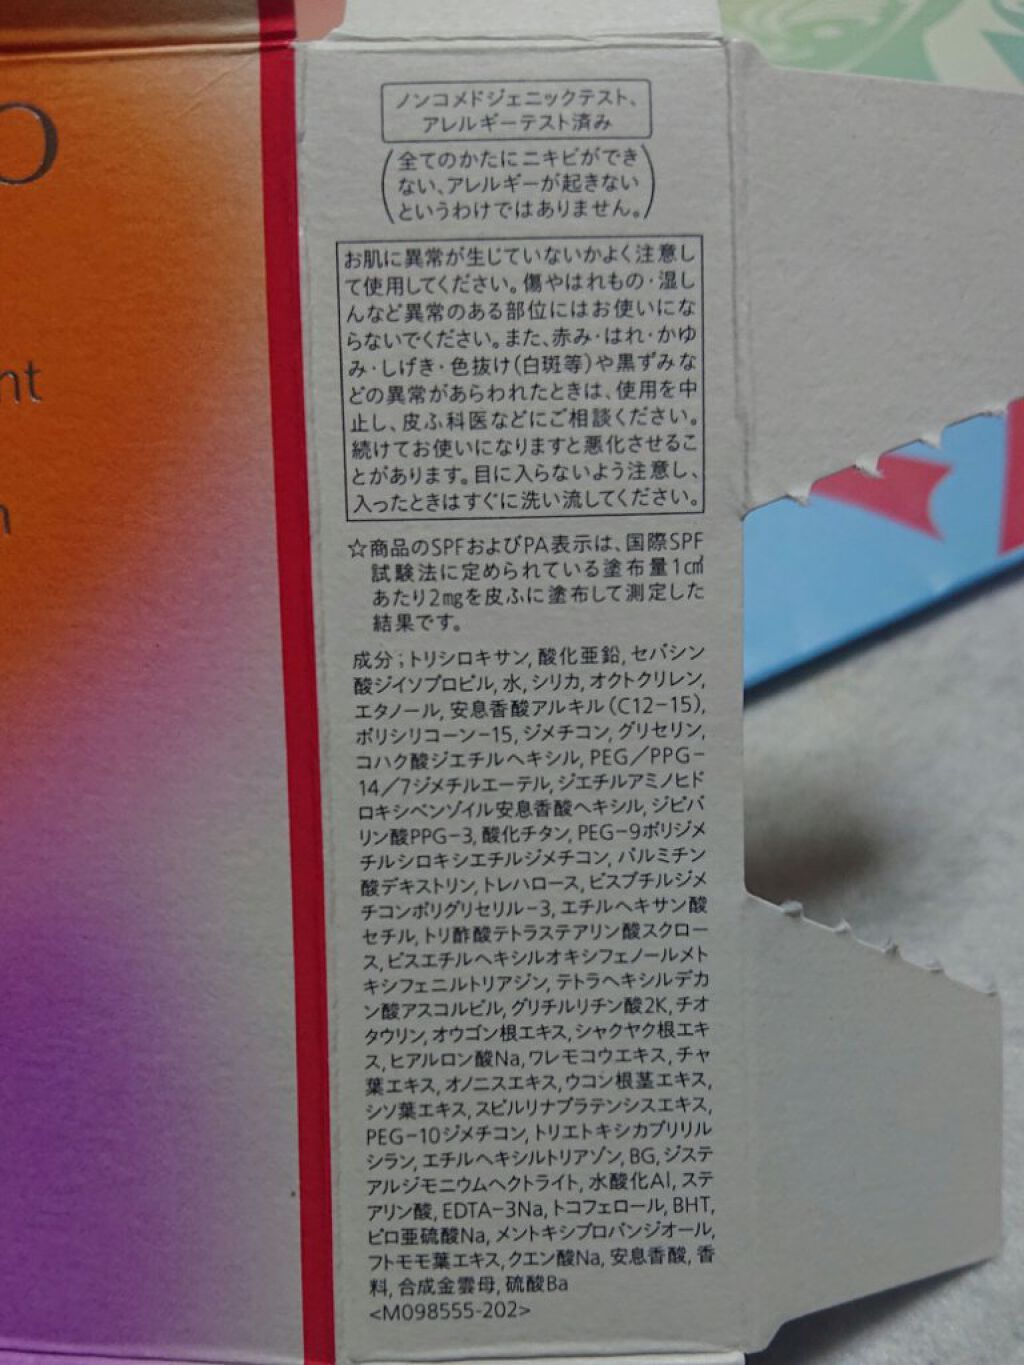 O
nt
n
ノンコメドジェニックテスト、
アレルギーテスト済み
(全てのかたにニキビができ
ない、アレルギーが起きない
というわけではありません。)
お肌に異常が生じていないかよく注意し
て使用してください。傷やはれもの・湿し
んなど異常のある部位にはお使いにな
らないでください。また、赤み・はれ・かゆ
み・しげき・色抜け(白斑等)や黒ずみな
どの異常があらわれたときは、使用を中
止し、皮ふ科医などにご相談ください。
続けてお使いになりますと悪化させるこ
とがあります。目に入らないよう注意し、
入ったときはすぐに洗い流してください。
☆商品のSPFおよびPA表示は、国際SPF
試験法に定められている塗布量1㎠
あたり2㎎を皮ふに塗布して測定した
結果です。
成分;トリシロキサン, 酸化亜鉛, セバシン
酸ジイソプロピル, 水, シリカ, オクトクリレン,
エタノール, 安息香酸アルキル(C12-15),
ポリシリコーン-15, ジメチコン, グリセリン,
コハク酸ジエチルヘキシル, PEG/PPG-
14/7ジメチルエーテル, ジエチルアミノヒド
ロキシベンゾイル安息香酸ヘキシル, ジピバ
リン酸PPG-3, 酸化チタン, PEG-9ポリジメ
チルシロキシエチルジメチコン, パルミチン
酸デキストリン, トレハロース, ビスブチルジメ
チコンポリグリセリル-3, エチルヘキサン酸
セチル, トリ酢酸テトラステアリン酸スクロー
ス, ビスエチルヘキシルオキシフェノールメト
キシフェニルトリアジン, テトラヘキシルデカ
ン酸アスコルビル, グリチルリチン酸2K, チオ
タウリン, オウゴン根エキス, シャクヤク根エキ
ス, ヒアルロン酸Na, ワレモコウエキス, チャ
葉エキス, オノニスエキス, ウコン根茎エキス,
シソ葉エキス, スピルリナプラテンシスエキス,
PEG-10ジメチコン, トリエトキシカプリリル
シラン, エチルヘキシルトリアゾン, BG, ジステ
アルジモニウムヘクトライト, 水酸化Al, ステ
アリン酸, EDTA-3Na, トコフェロール, BHT,
ピロ亜硫酸Na, メントキシプロパンジオール,
フトモモ葉エキス, クエン酸Na, 安息香酸, 香
料, 合成金雲母, 硫酸Ba
<M098555-202>